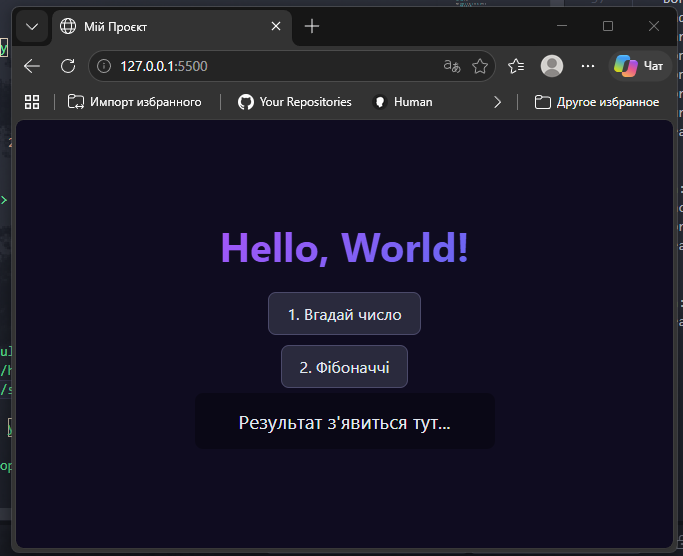 Мій Проєкт
127.0.0.1:5500
Чат
Импорт избранного
Your Repositories
Human
Другое избранное
Hello, World!
1. Вгадай число
2. Фібоначчі
Результат з'явиться тут...